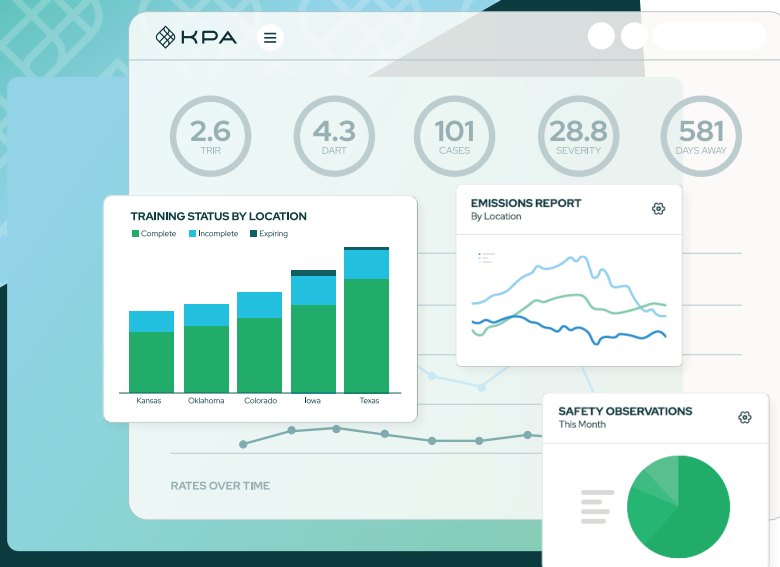 KPA
2.6
TRIR
4.3
DART
101
CASES
28.8
SEVERITY
581
DAYS AWAY
TRAINING STATUS BY LOCATION
Complete Incomplete Expiring
Kansas Oklahoma Colorado Iowa Texas
EMISSIONS REPORT
By Location
RATES OVER TIME
SAFETY OBSERVATIONS
This Month